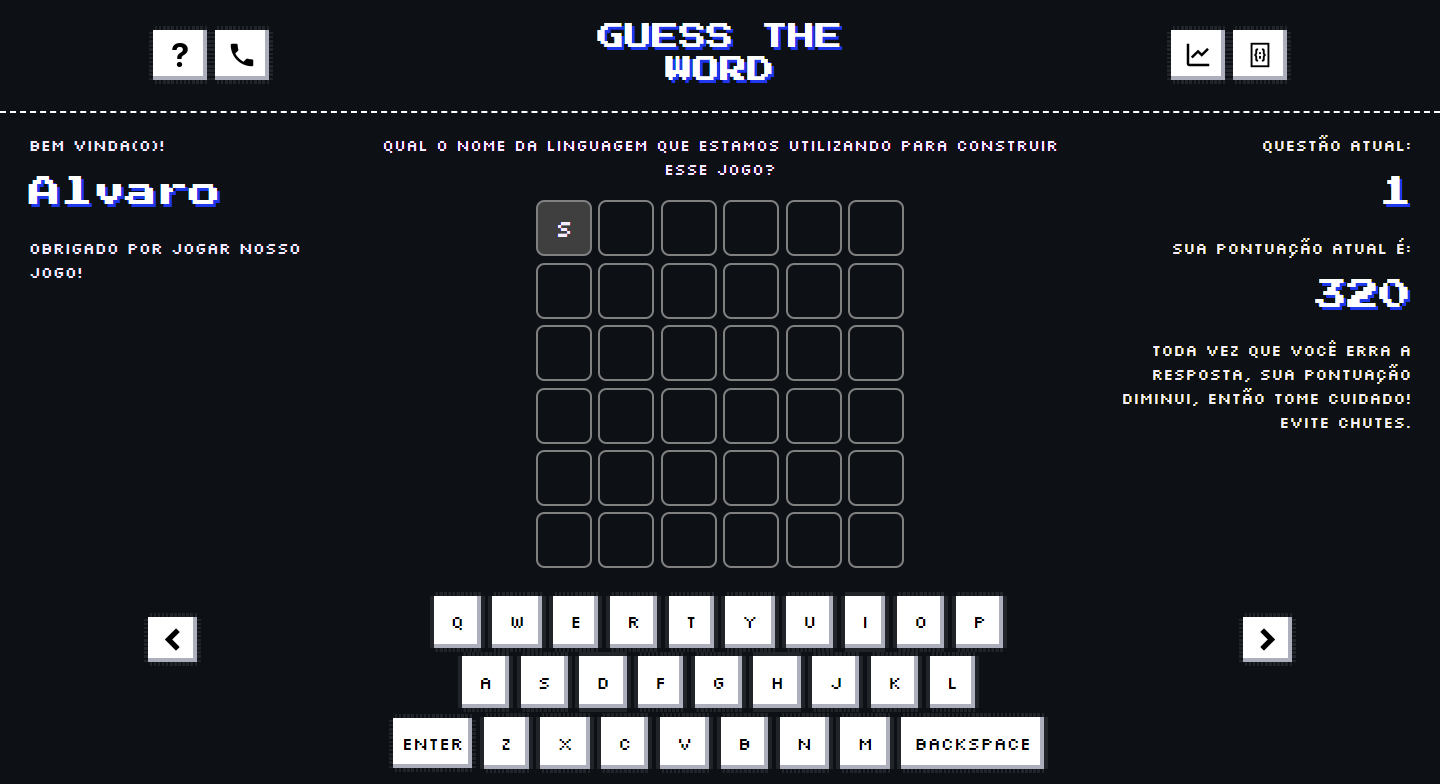 ?
GUESS THE
WORD
BEM VINDA(O)!
Alvaro
OBRIGADO POR JOGAR NOSSO
JOGO!
QUAL O NOME DA LINGUAGEM QUE ESTAMOS UTILIZANDO PARA CONSTRUIR
ESSE JOGO?
S
QUESTÃO ATUAL:
1
SUA PONTUAÇÃO ATUAL É:
320
TODA VEZ QUE VOCÊ ERRA A
RESPOSTA, SUA PONTUAÇÃO
DIMINUI, ENTÃO TOME CUIDADO!
EVITE CHUTES.
Q W E R T Y U I O P
A S D F G H J K L
ENTER Z X C V B N M BACKSPACE